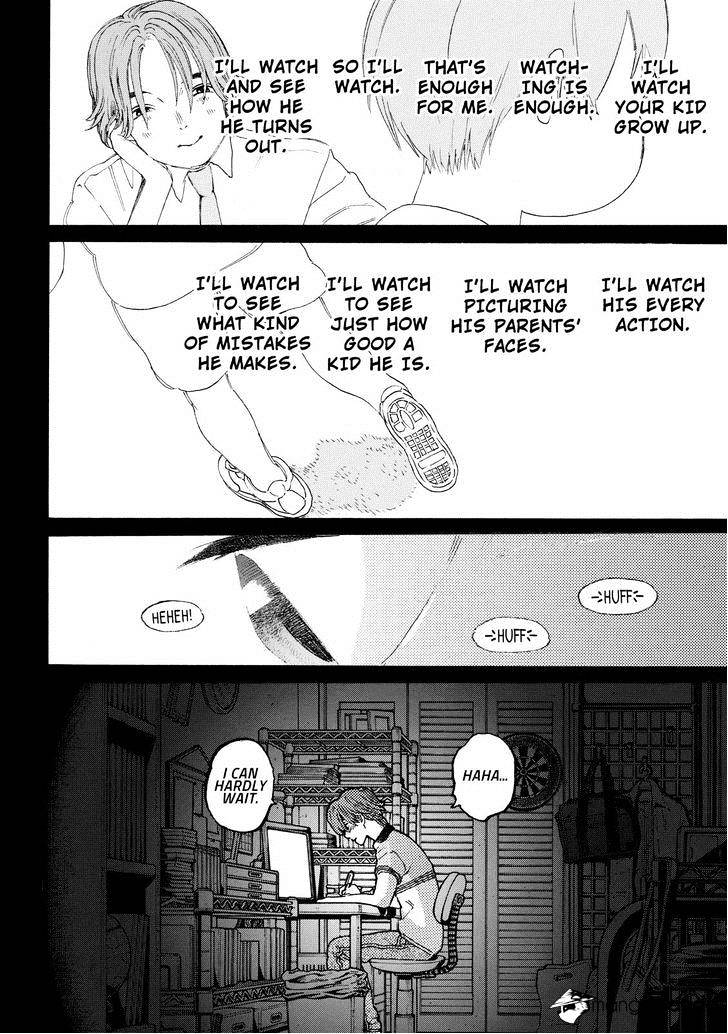 I'LL
WATCH
YOUR KID
GROW UP.
WATCH-
ING IS
ENOUGH.
THAT'S
ENOUGH
FOR ME.
SO I'LL
WATCH.
I'LL WATCH
AND SEE
HOW HE
HE TURNS
OUT.
I'LL WATCH
HIS EVERY
ACTION.
I'LL WATCH
PICTURING
HIS PARENTS'
FACES.
I'LL WATCH
TO SEE
JUST HOW
GOOD A
KID HE IS.
I'LL WATCH
TO SEE
WHAT KIND
OF MISTAKES
HE MAKES.
HUFF
HUFF
HEHEH!
HAHA...
I CAN
HARDLY
WAIT.